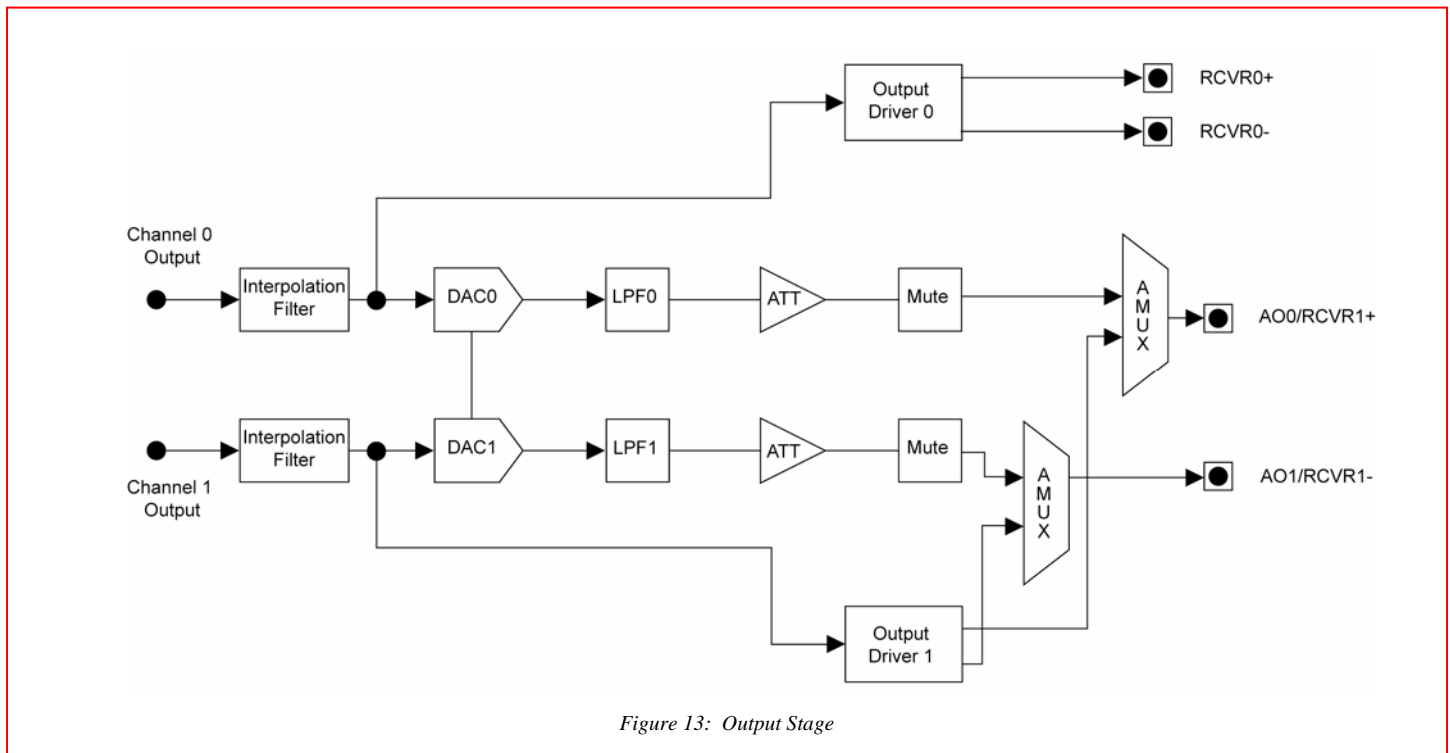 Output
Driver 0
RCVR0+
RCVR0-
Channel 0
Output
Interpolation
Filter
DAC0
LPF0
ATT
Mute
A
M
U
X
AO0/RCVR1+
Interpolation
Filter
DAC1
LPF1
ATT
Mute
A
M
U
X
AO1/RCVR1-
Channel 1
Output
Output
Driver 1
Figure 13: Output Stage